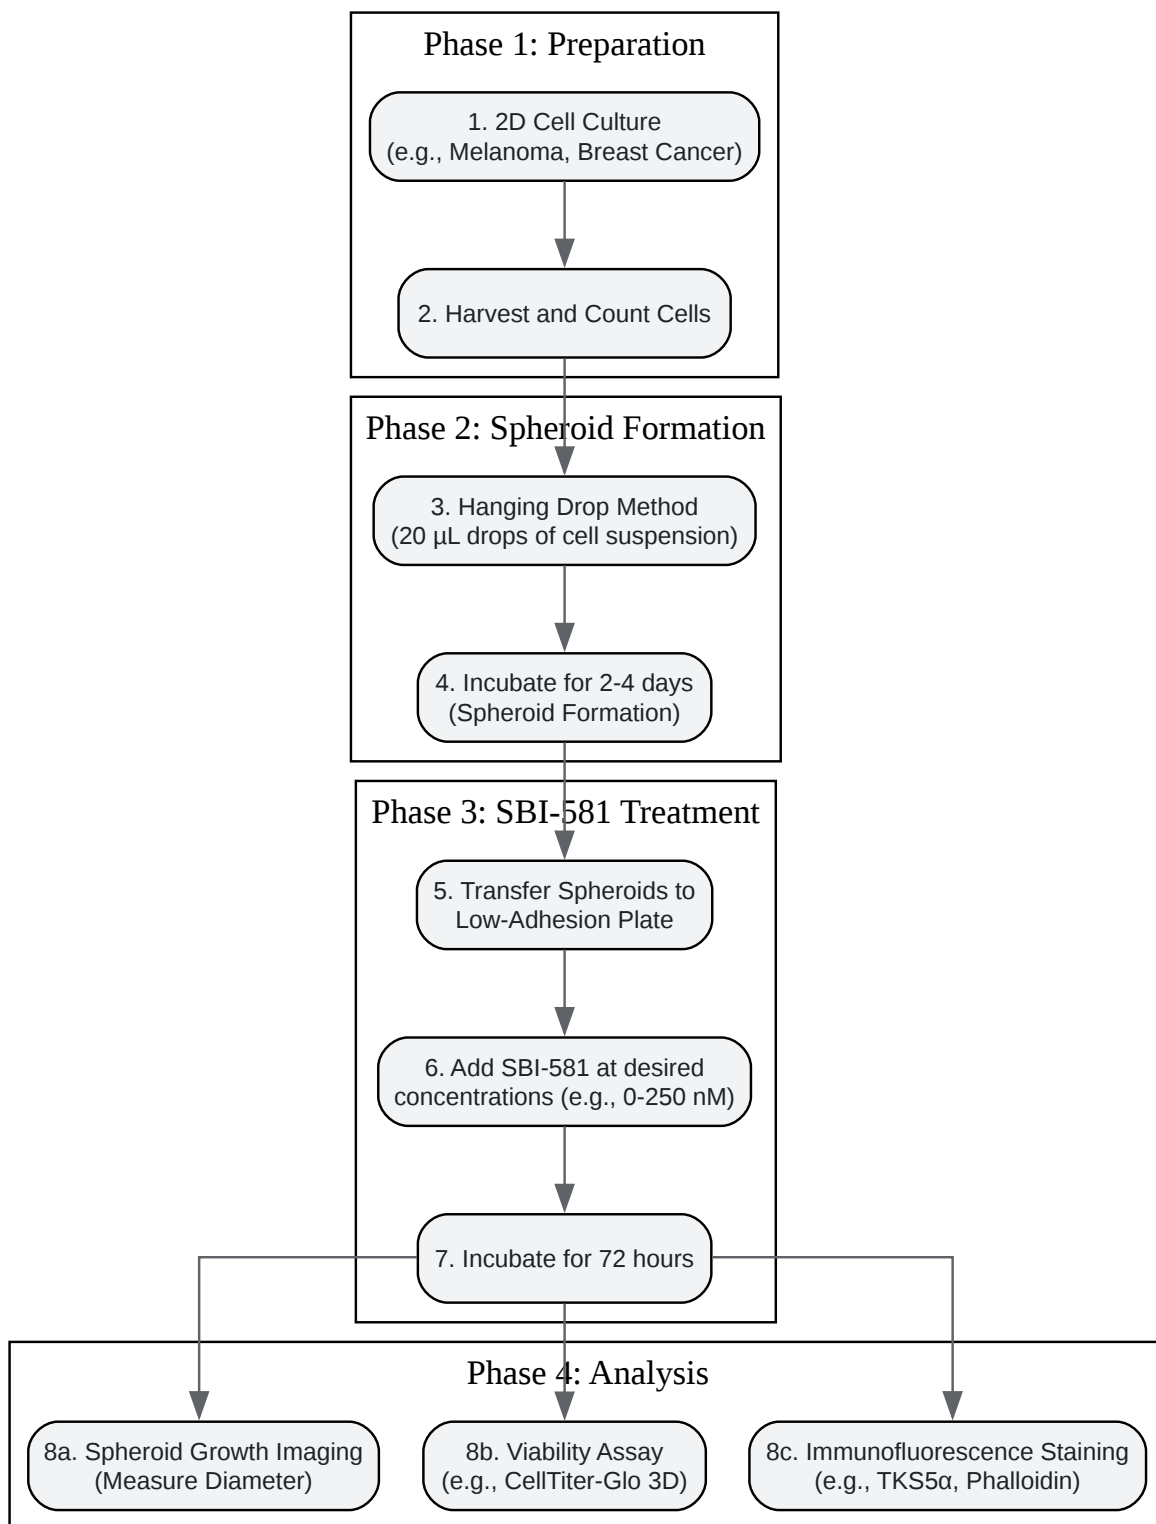 Phase 1: Preparation
1. 2D Cell Culture
(e.g., Melanoma, Breast Cancer)
2. Harvest and Count Cells
Phase 2: Spheroid Formation
3. Hanging Drop Method
(20 µL drops of cell suspension)
4. Incubate for 2-4 days
(Spheroid Formation)
Phase 3: SBI-581 Treatment
5. Transfer Spheroids to
Low-Adhesion Plate
6. Add SBI-581 at desired
concentrations (e.g., 0-250 nM)
7. Incubate for 72 hours
Phase 4: Analysis
8a. Spheroid Growth Imaging
(Measure Diameter)
8b. Viability Assay
(e.g., CellTiter-Glo 3D)
8c. Immunofluorescence Staining
(e.g., TKS5α, Phalloidin)